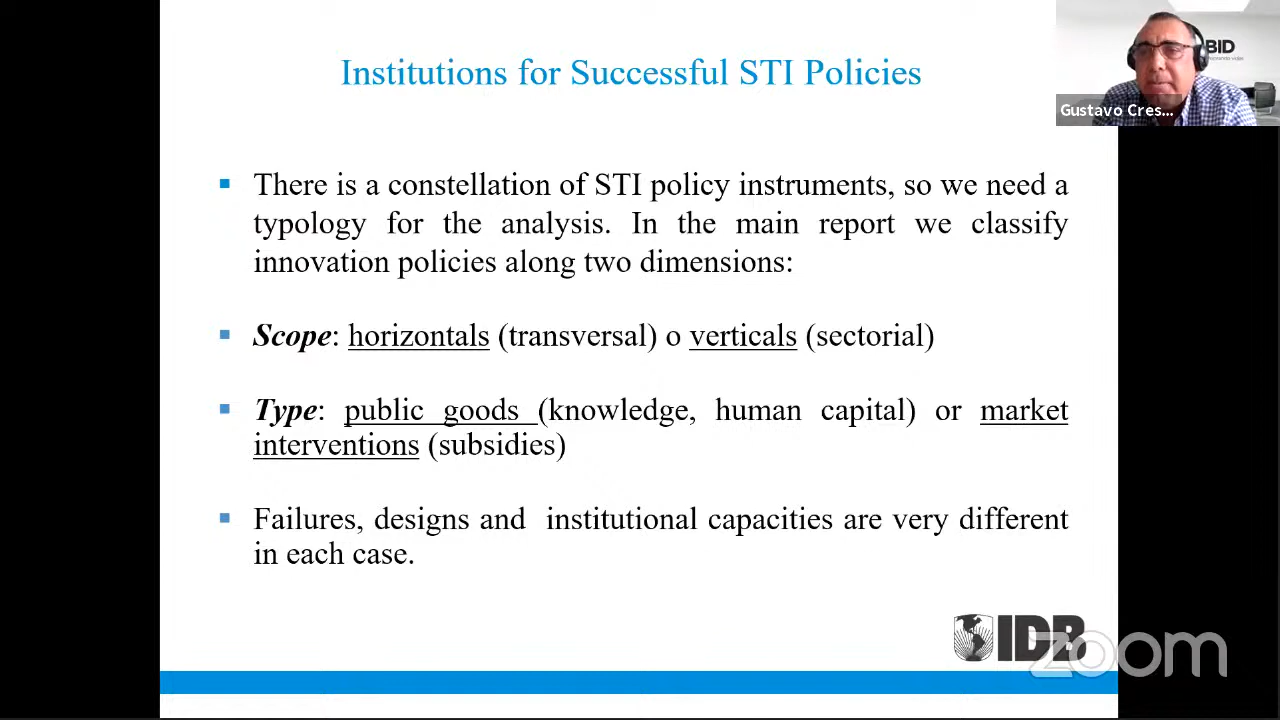 Institutions for Successful STI Policies
BID
Gustavo Cres...
There is a constellation of STI policy instruments, so we need a
typology for the analysis. In the main report we classify
innovation policies along two dimensions:
Scope: horizontals (transversal) o verticals (sectorial)
Type: public goods (knowledge, human capital) or market
interventions (subsidies)
Failures, designs and institutional capacities are very different
in each case.
IDB
zoom